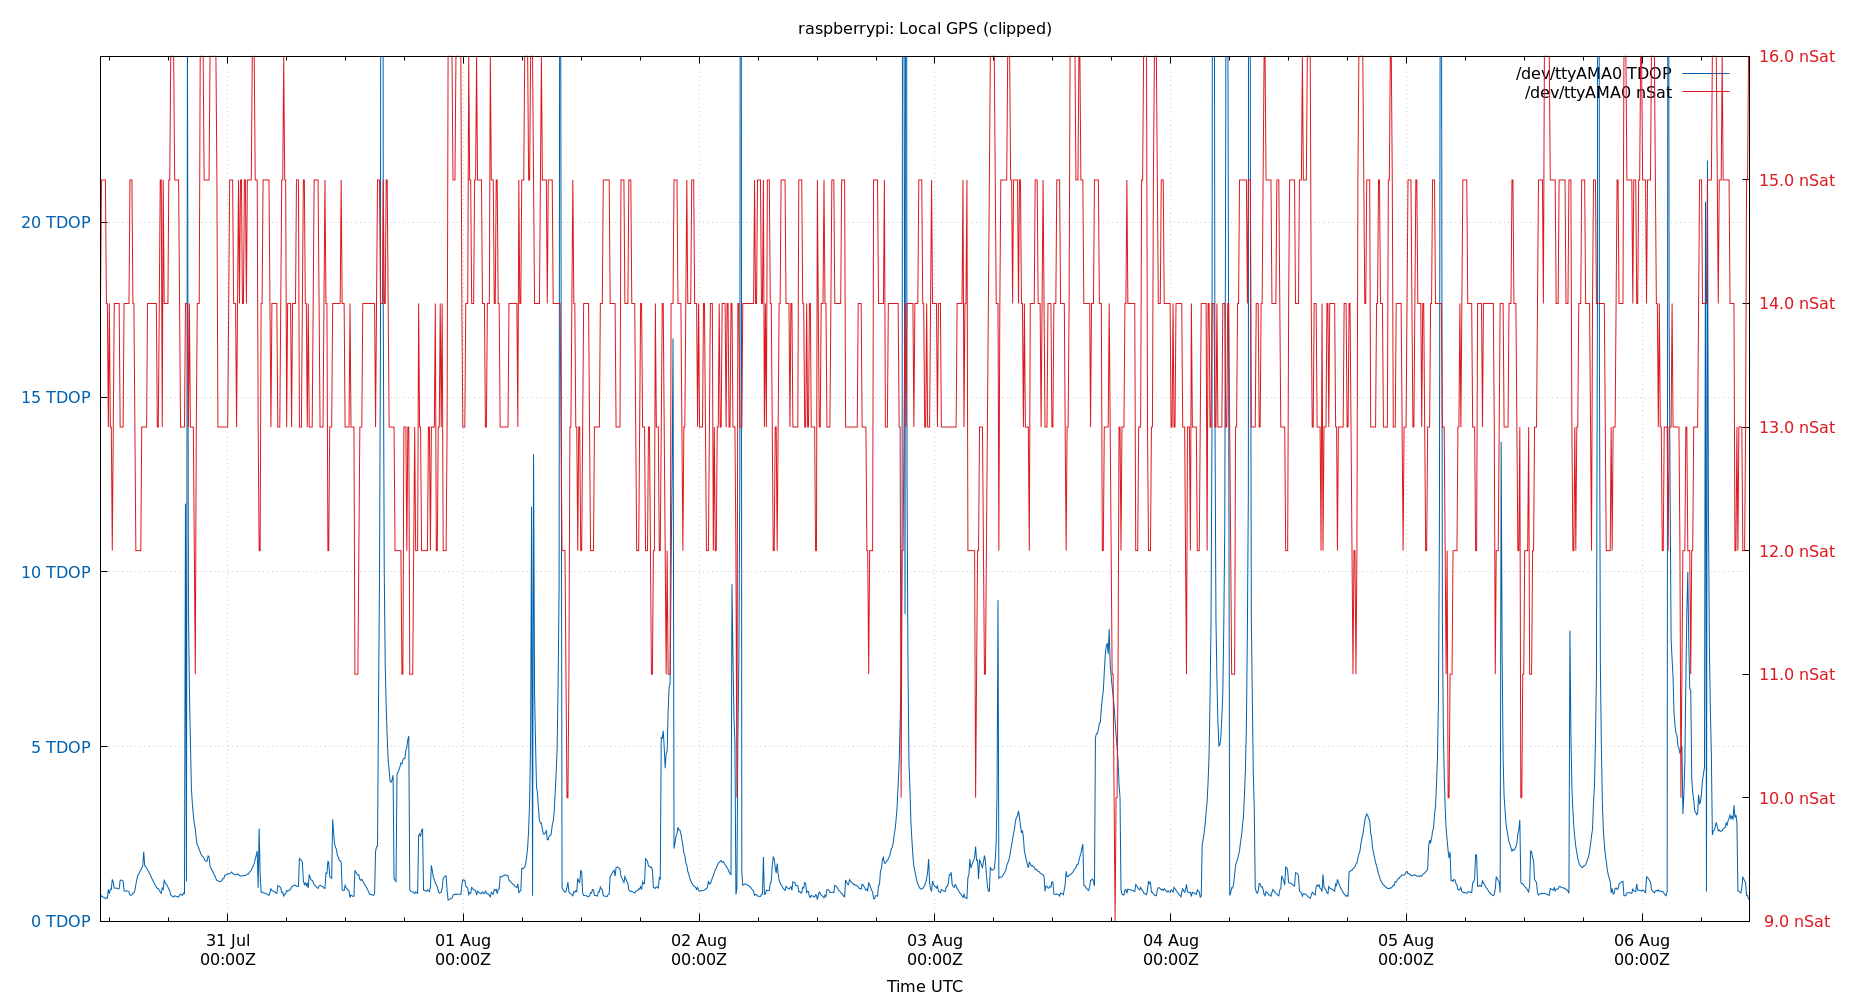 raspberrypi: Local GPS (clipped)
/dev/ttyAMA0 TDOP
/dev/ttyAMA0 nSat
20 TDOP
15 TDOP
10 TDOP
5 TDOP
0 TDOP
16.0 nSat
15.0 nSat
14.0 nSat
13.0 nSat
12.0 nSat
11.0 nSat
10.0 nSat
9.0 nSat
31 Jul
00:00Z
01 Aug
00:00Z
02 Aug
00:00Z
03 Aug
00:00Z
04 Aug
00:00Z
05 Aug
00:00Z
06 Aug
00:00Z
Time UTC